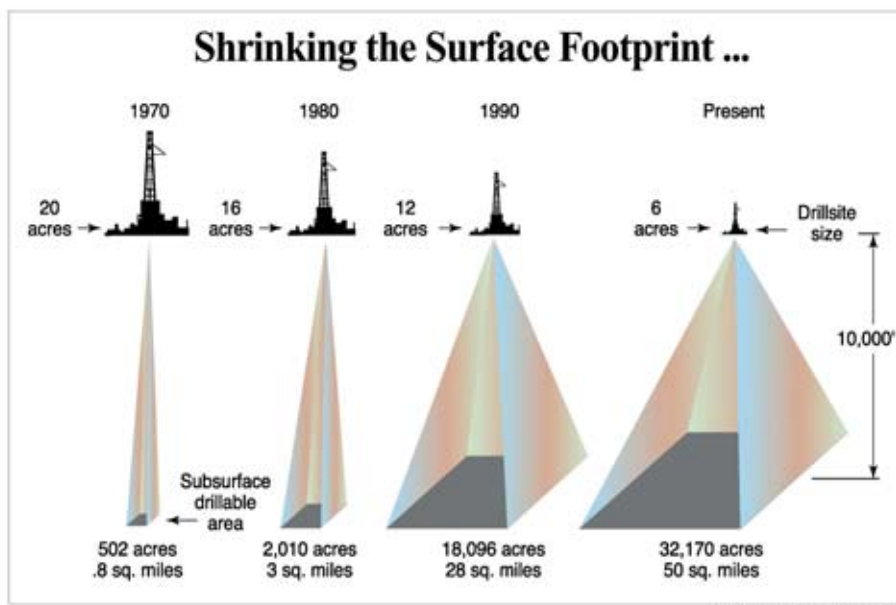 Shrinking the Surface Footprint ...
1970
1980
1990
Present
20
acres
16
acres
12
acres
6
acres
Drillsite
size
10,000'
Subsurface
drillable
area
502 acres
.8 sq. miles
2,010 acres
3 sq. miles
18,096 acres
28 sq. miles
32,170 acres
50 sq. miles